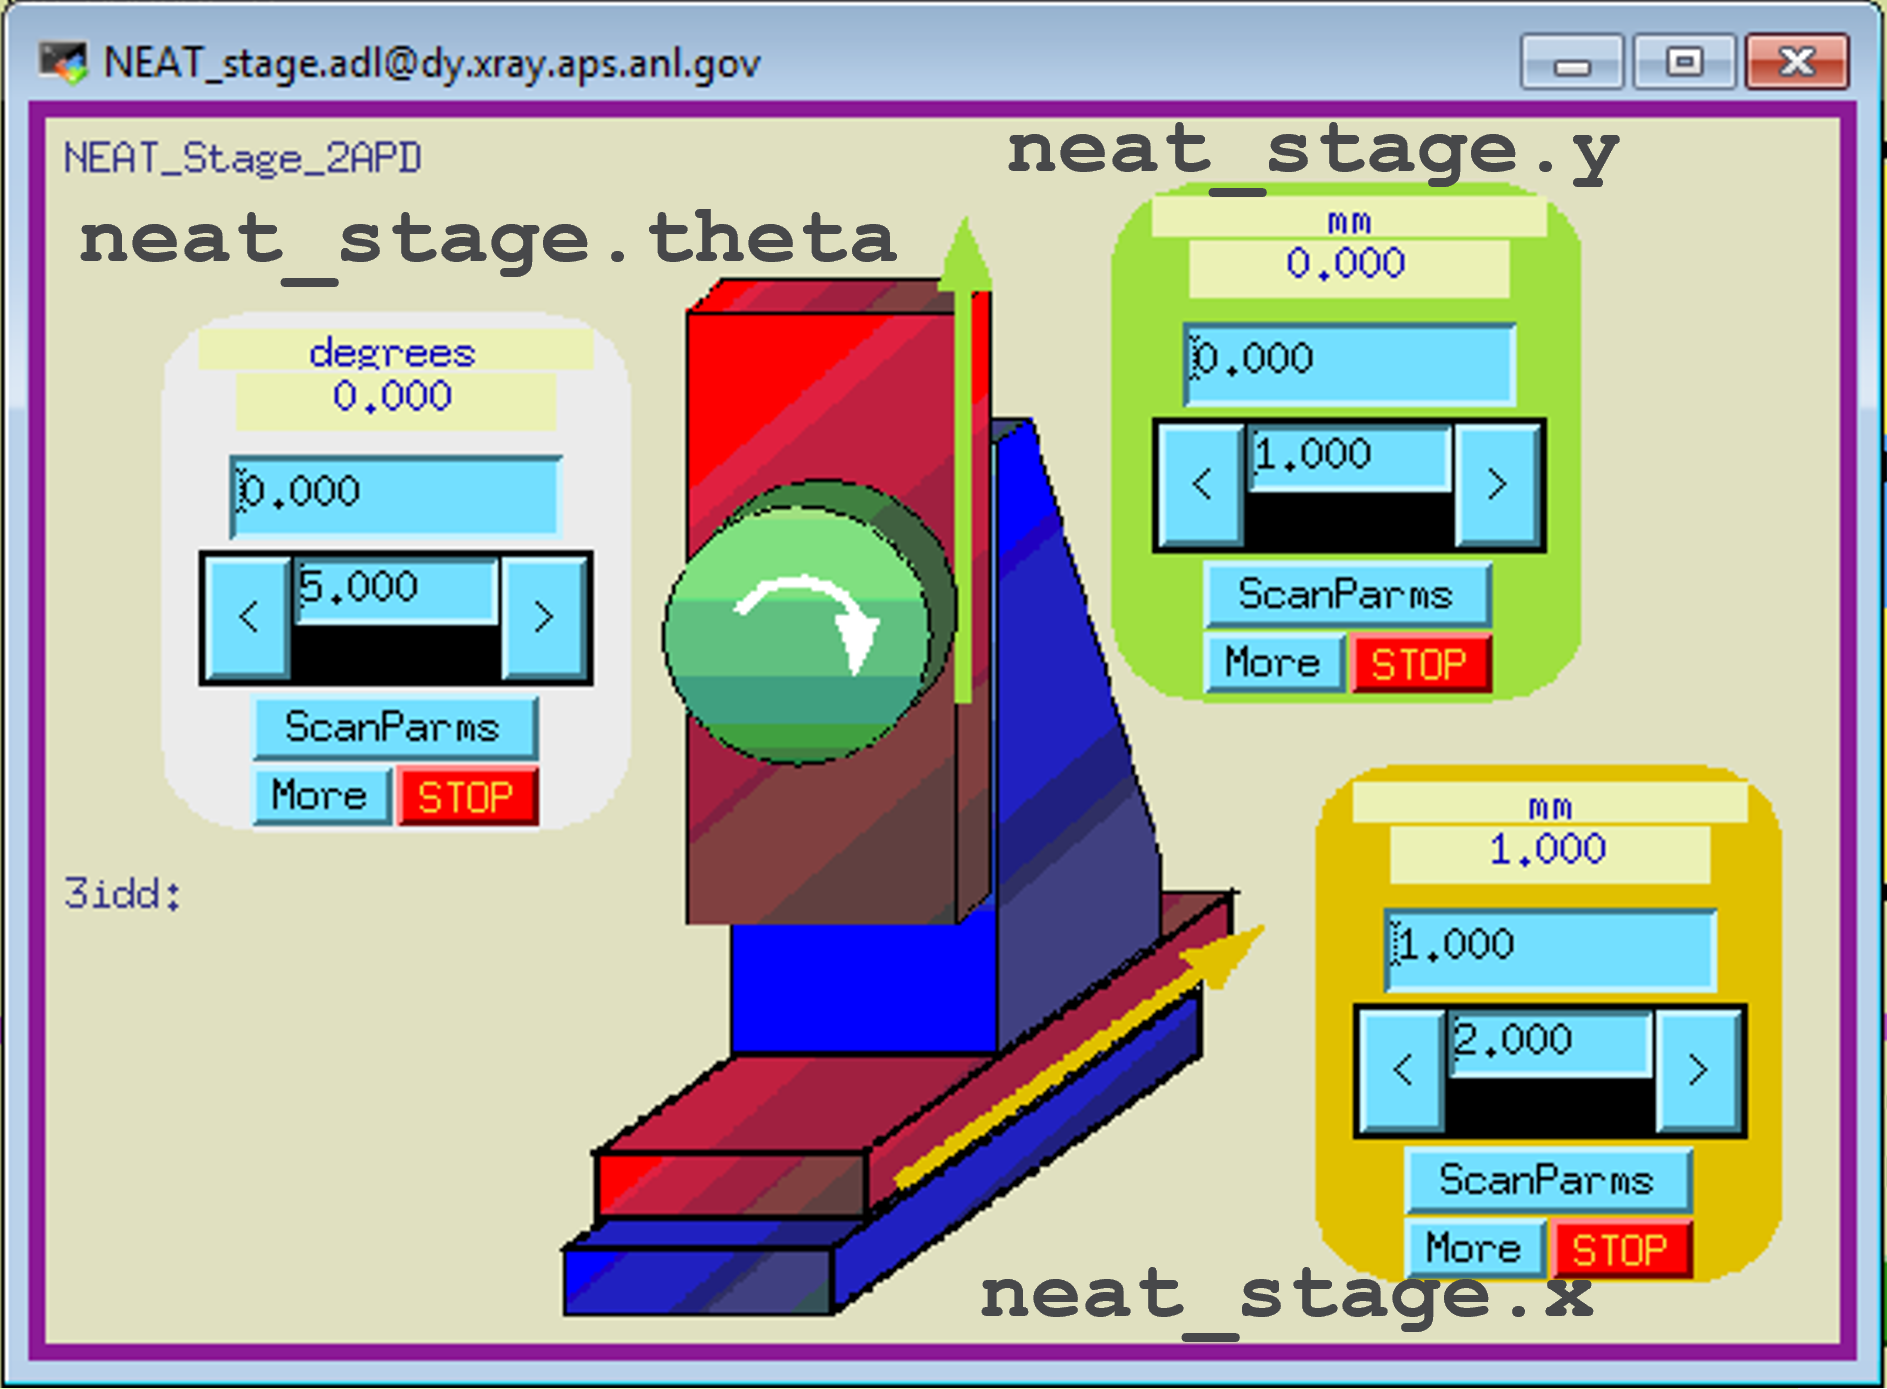 NEAT_stage.adl@dy.xray.aps.anl.gov
NEAT_Stage_2APD
neat_stage.y
mm
0.000
0.000
<
1.000
>
ScanParms
More
STOP
neat_stage.theta
degrees
0.000
0.000
<
5.000
>
ScanParms
More
STOP
3idd:
mm
1.000
1.000
<
2.000
>
ScanParms
More
STOP
neat_stage.x